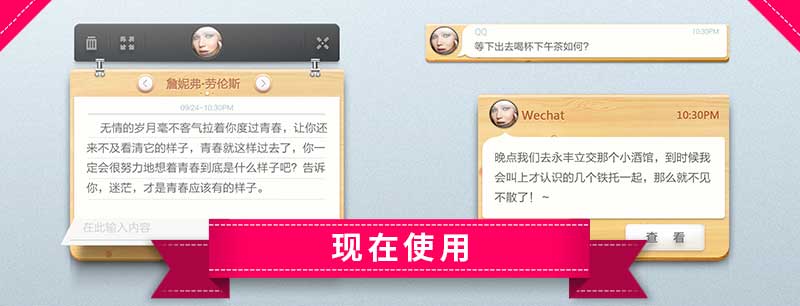 陈弄
被伽
詹妮弗·劳伦斯
09/24-10:30PM
无情的岁月毫不客气拉着你度过青春，让你还
来不及看清它的样子，青春就这样过去了，你一
定会很努力地想着青春到底是什么样子吧？告诉
你，迷茫，才是青春应该有的样子。
在此输入内容
QQ
10:30PM
等下出去喝杯下午茶如何？
Wechat
10:30PM
晚点我们去永丰立交那个小酒馆，到时候我
会叫上才认识的几个铁托一起，那么就不见
不散了！~
查 看
现在使用